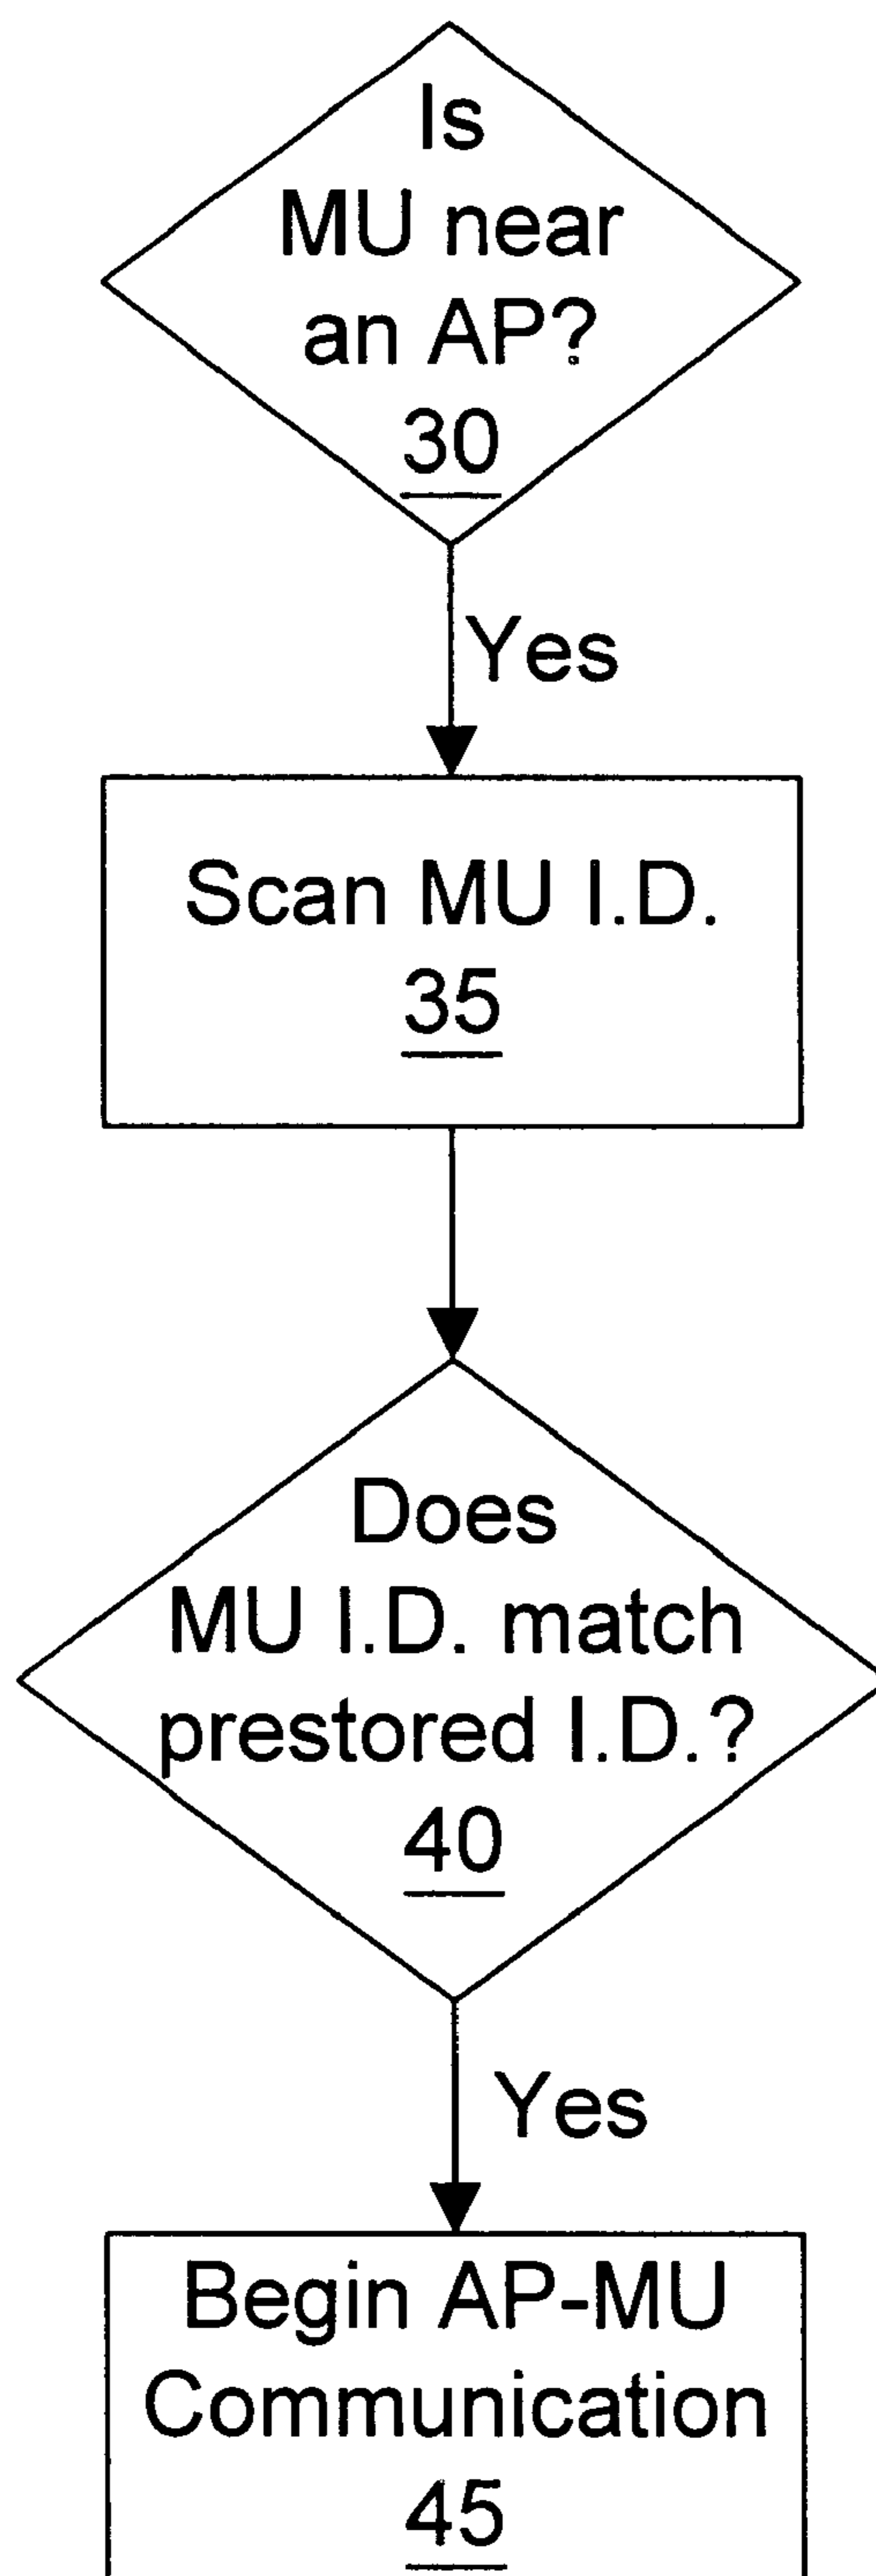 Is
MU near
an AP?
30
Yes
Scan MU I.D.
35
Does
MU I.D. match
prestored I.D.?
40
Yes
Begin AP-MU
Communication
45